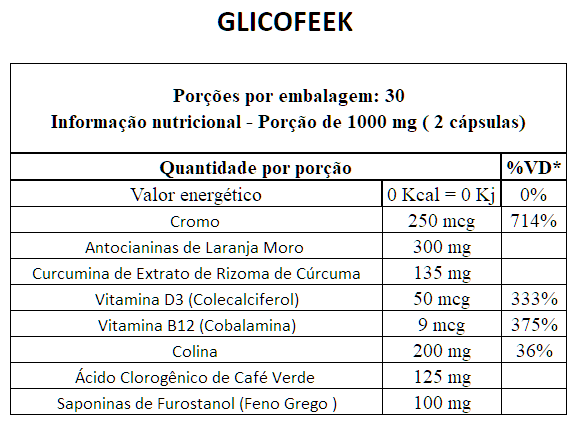 GLICOFEEK
Porções por embalagem: 30
Informação nutricional - Porção de 1000 mg ( 2 cápsulas)
Quantidade por porção %VD*
Valor energético 0 Kcal = 0 Kj 0%
Cromo 250 mcg 714%
Antocianinas de Laranja Moro 300 mg
Curcumina de Extrato de Rizoma de Cúrcuma 135 mg
Vitamina D3 (Colecalciferol) 50 mcg 333%
Vitamina B12 (Cobalamina) 9 mcg 375%
Colina 200 mg 36%
Ácido Clorogênico de Café Verde 125 mg
Saponinas de Furostanol (Feno Grego ) 100 mg